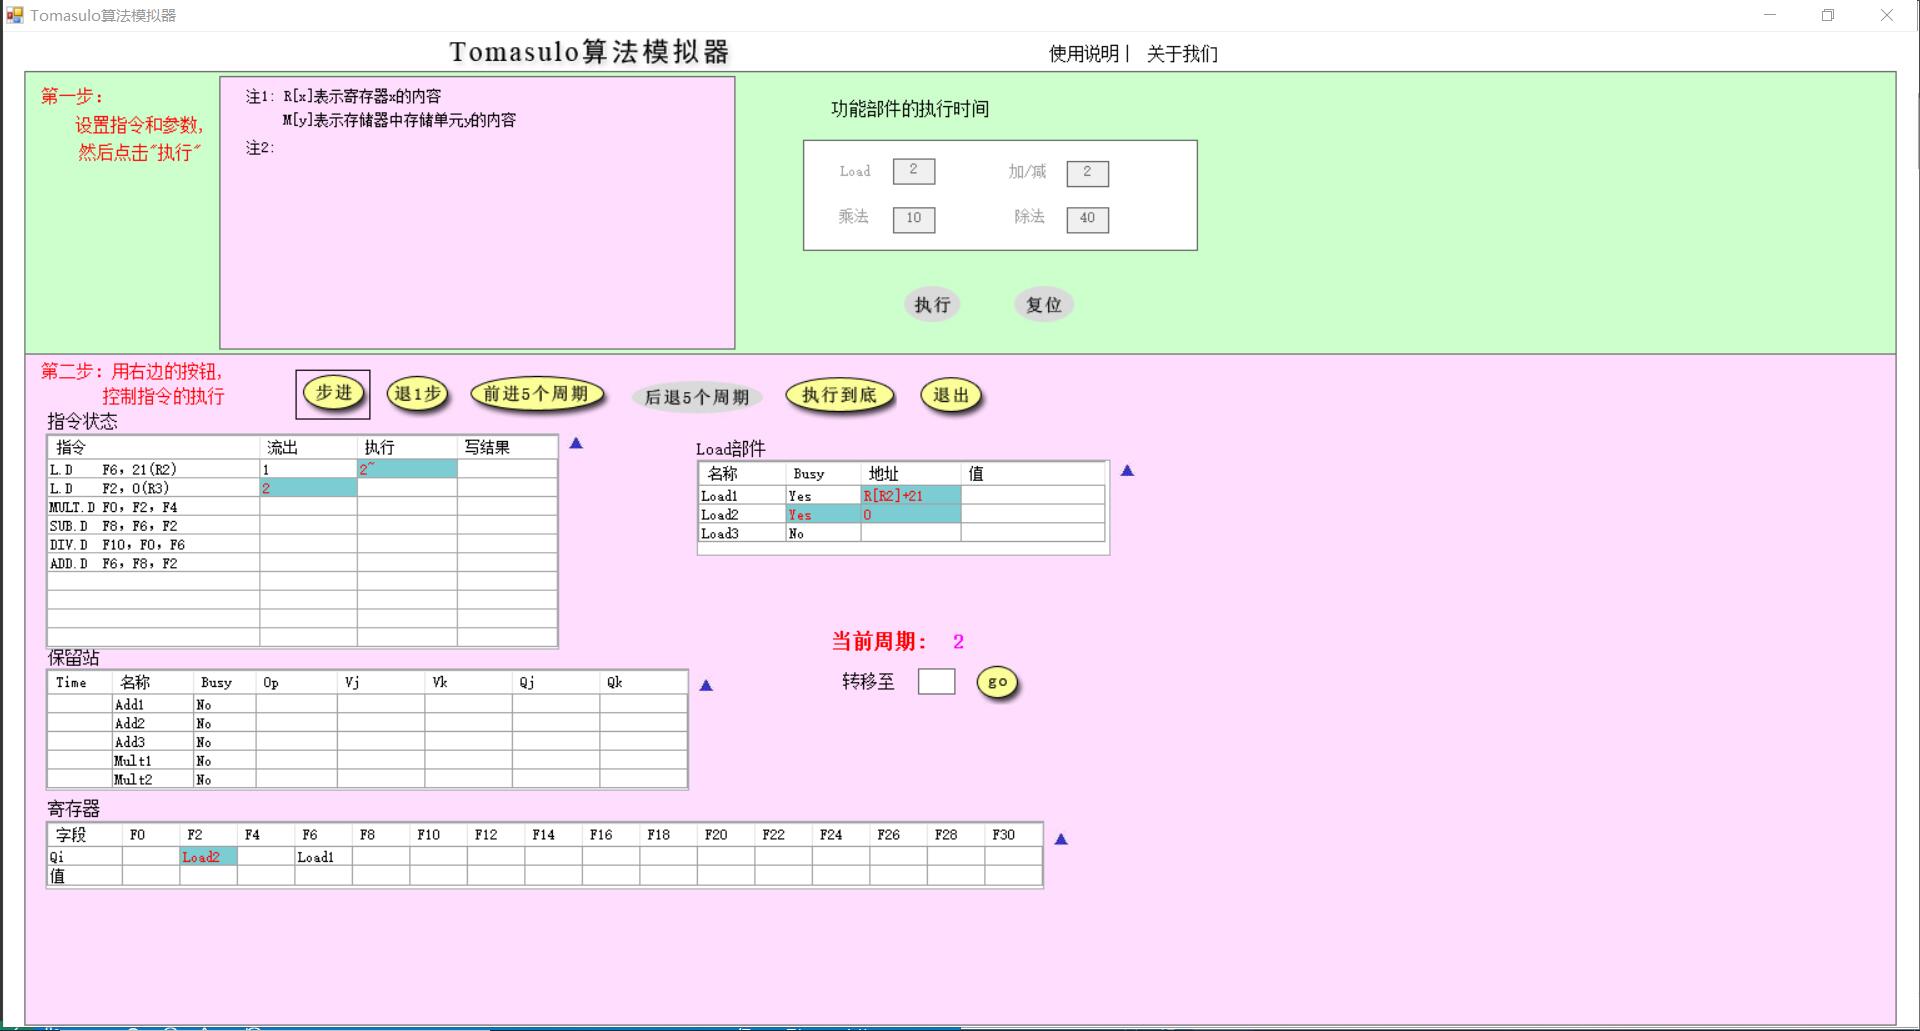 Tomasulo算法模拟器
Tomasulo算法模拟器
使用说明 | 关于我们
第一步：
设置指令和参数，
然后点击"执行"
注1: R[x]表示寄存器x的内容
M[y]表示存储器中存储单元y的内容
注2:
功能部件的执行时间
Load 2 加/减 2
乘法 10 除法 40
执行 复位
第二步：用右边的按钮，
控制指令的执行
步进 退1步 前进5个周期 后退5个周期 执行到底 退出
指令状态
指令 流出 执行 写结果
L.D F6, 21(R2) 1 2~
L.D F2, 0(R3) 2
MULT.D F0, F2, F4
SUB.D F8, F6, F2
DIV.D F10, F0, F6
ADD.D F6, F8, F2
Load部件
名称 Busy 地址 值
Load1 Yes R[R2]+21
Load2 Yes 0
Load3 No
当前周期： 2
转移至 go
保留站
Time 名称 Busy Op Vj Vk Qj Qk
Add1 No
Add2 No
Add3 No
Mult1 No
Mult2 No
寄存器
字段 F0 F2 F4 F6 F8 F10 F12 F14 F16 F18 F20 F22 F24 F26 F28 F30
Qi Load2 Load1
值